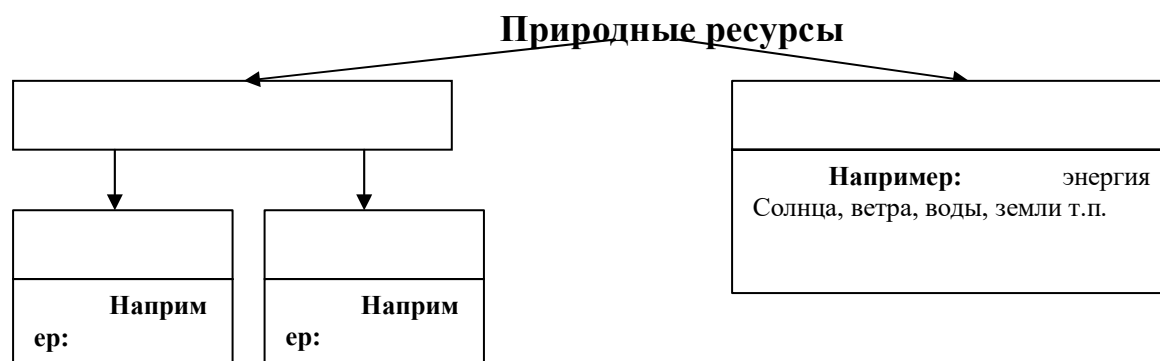 Природные ресурсы
Например: энергия
Солнца, ветра, воды, земли т.п.
Наприм
ер:
Наприм
ер: